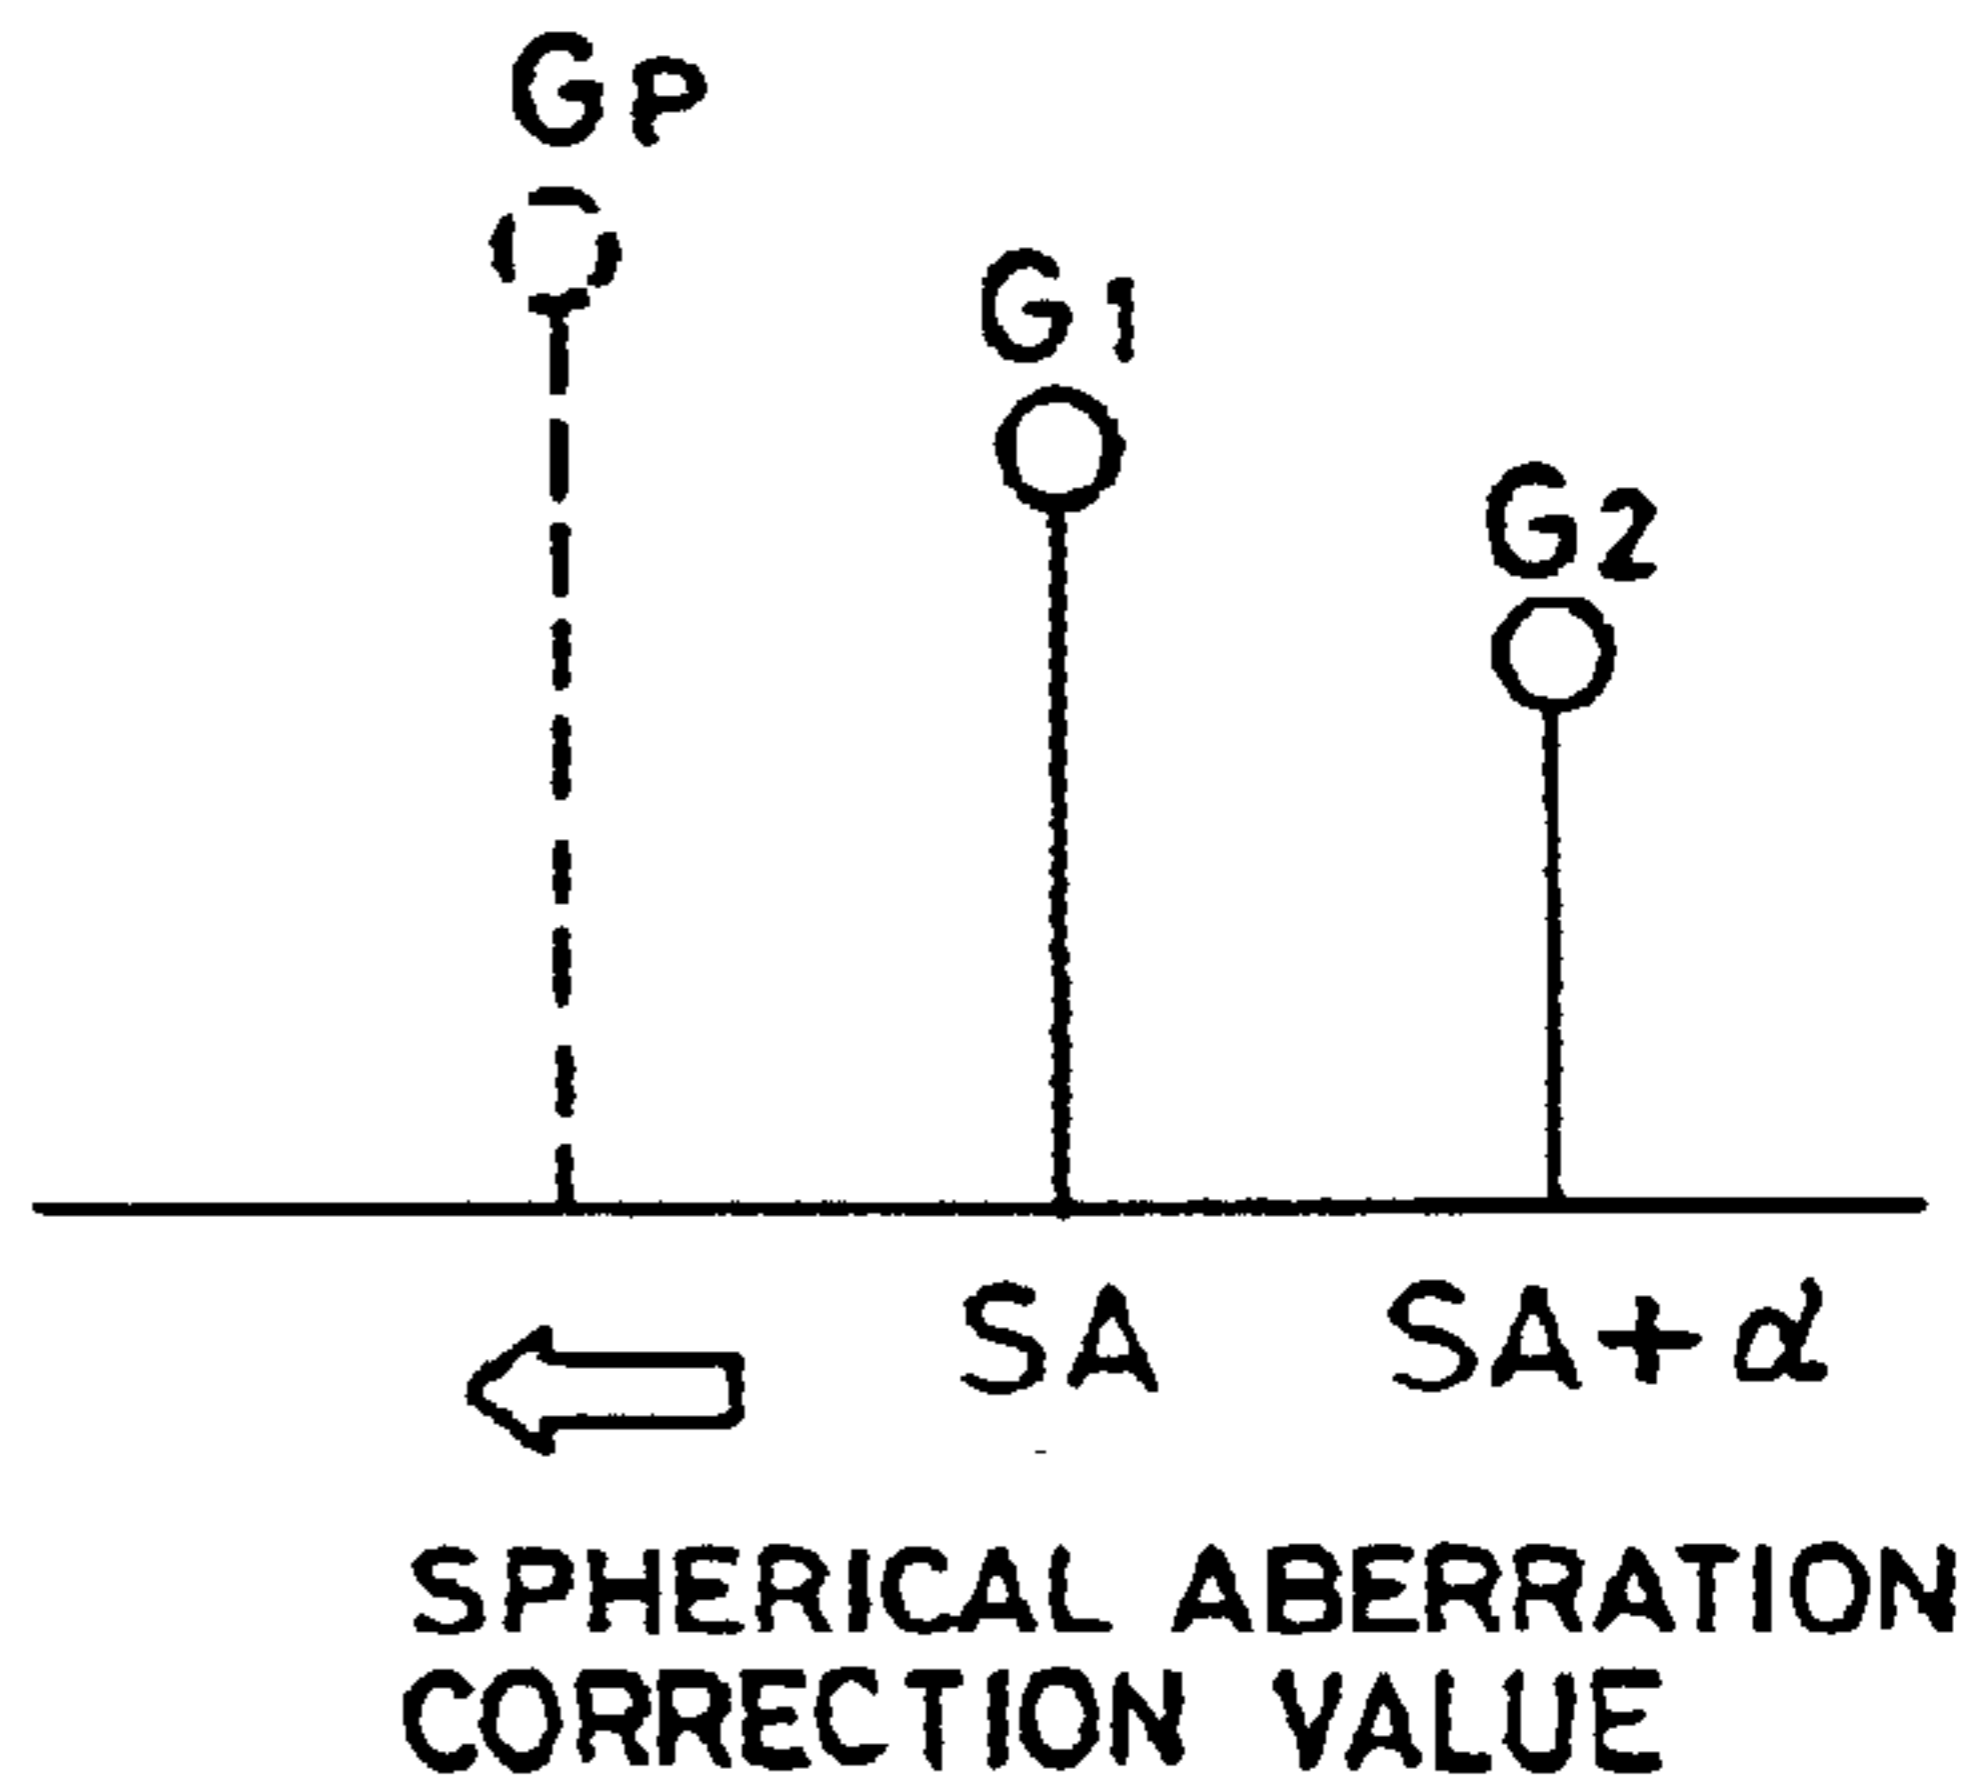 GP
G1
G2
SA SA+α
SPHERICAL ABERRATION
CORRECTION VALUE